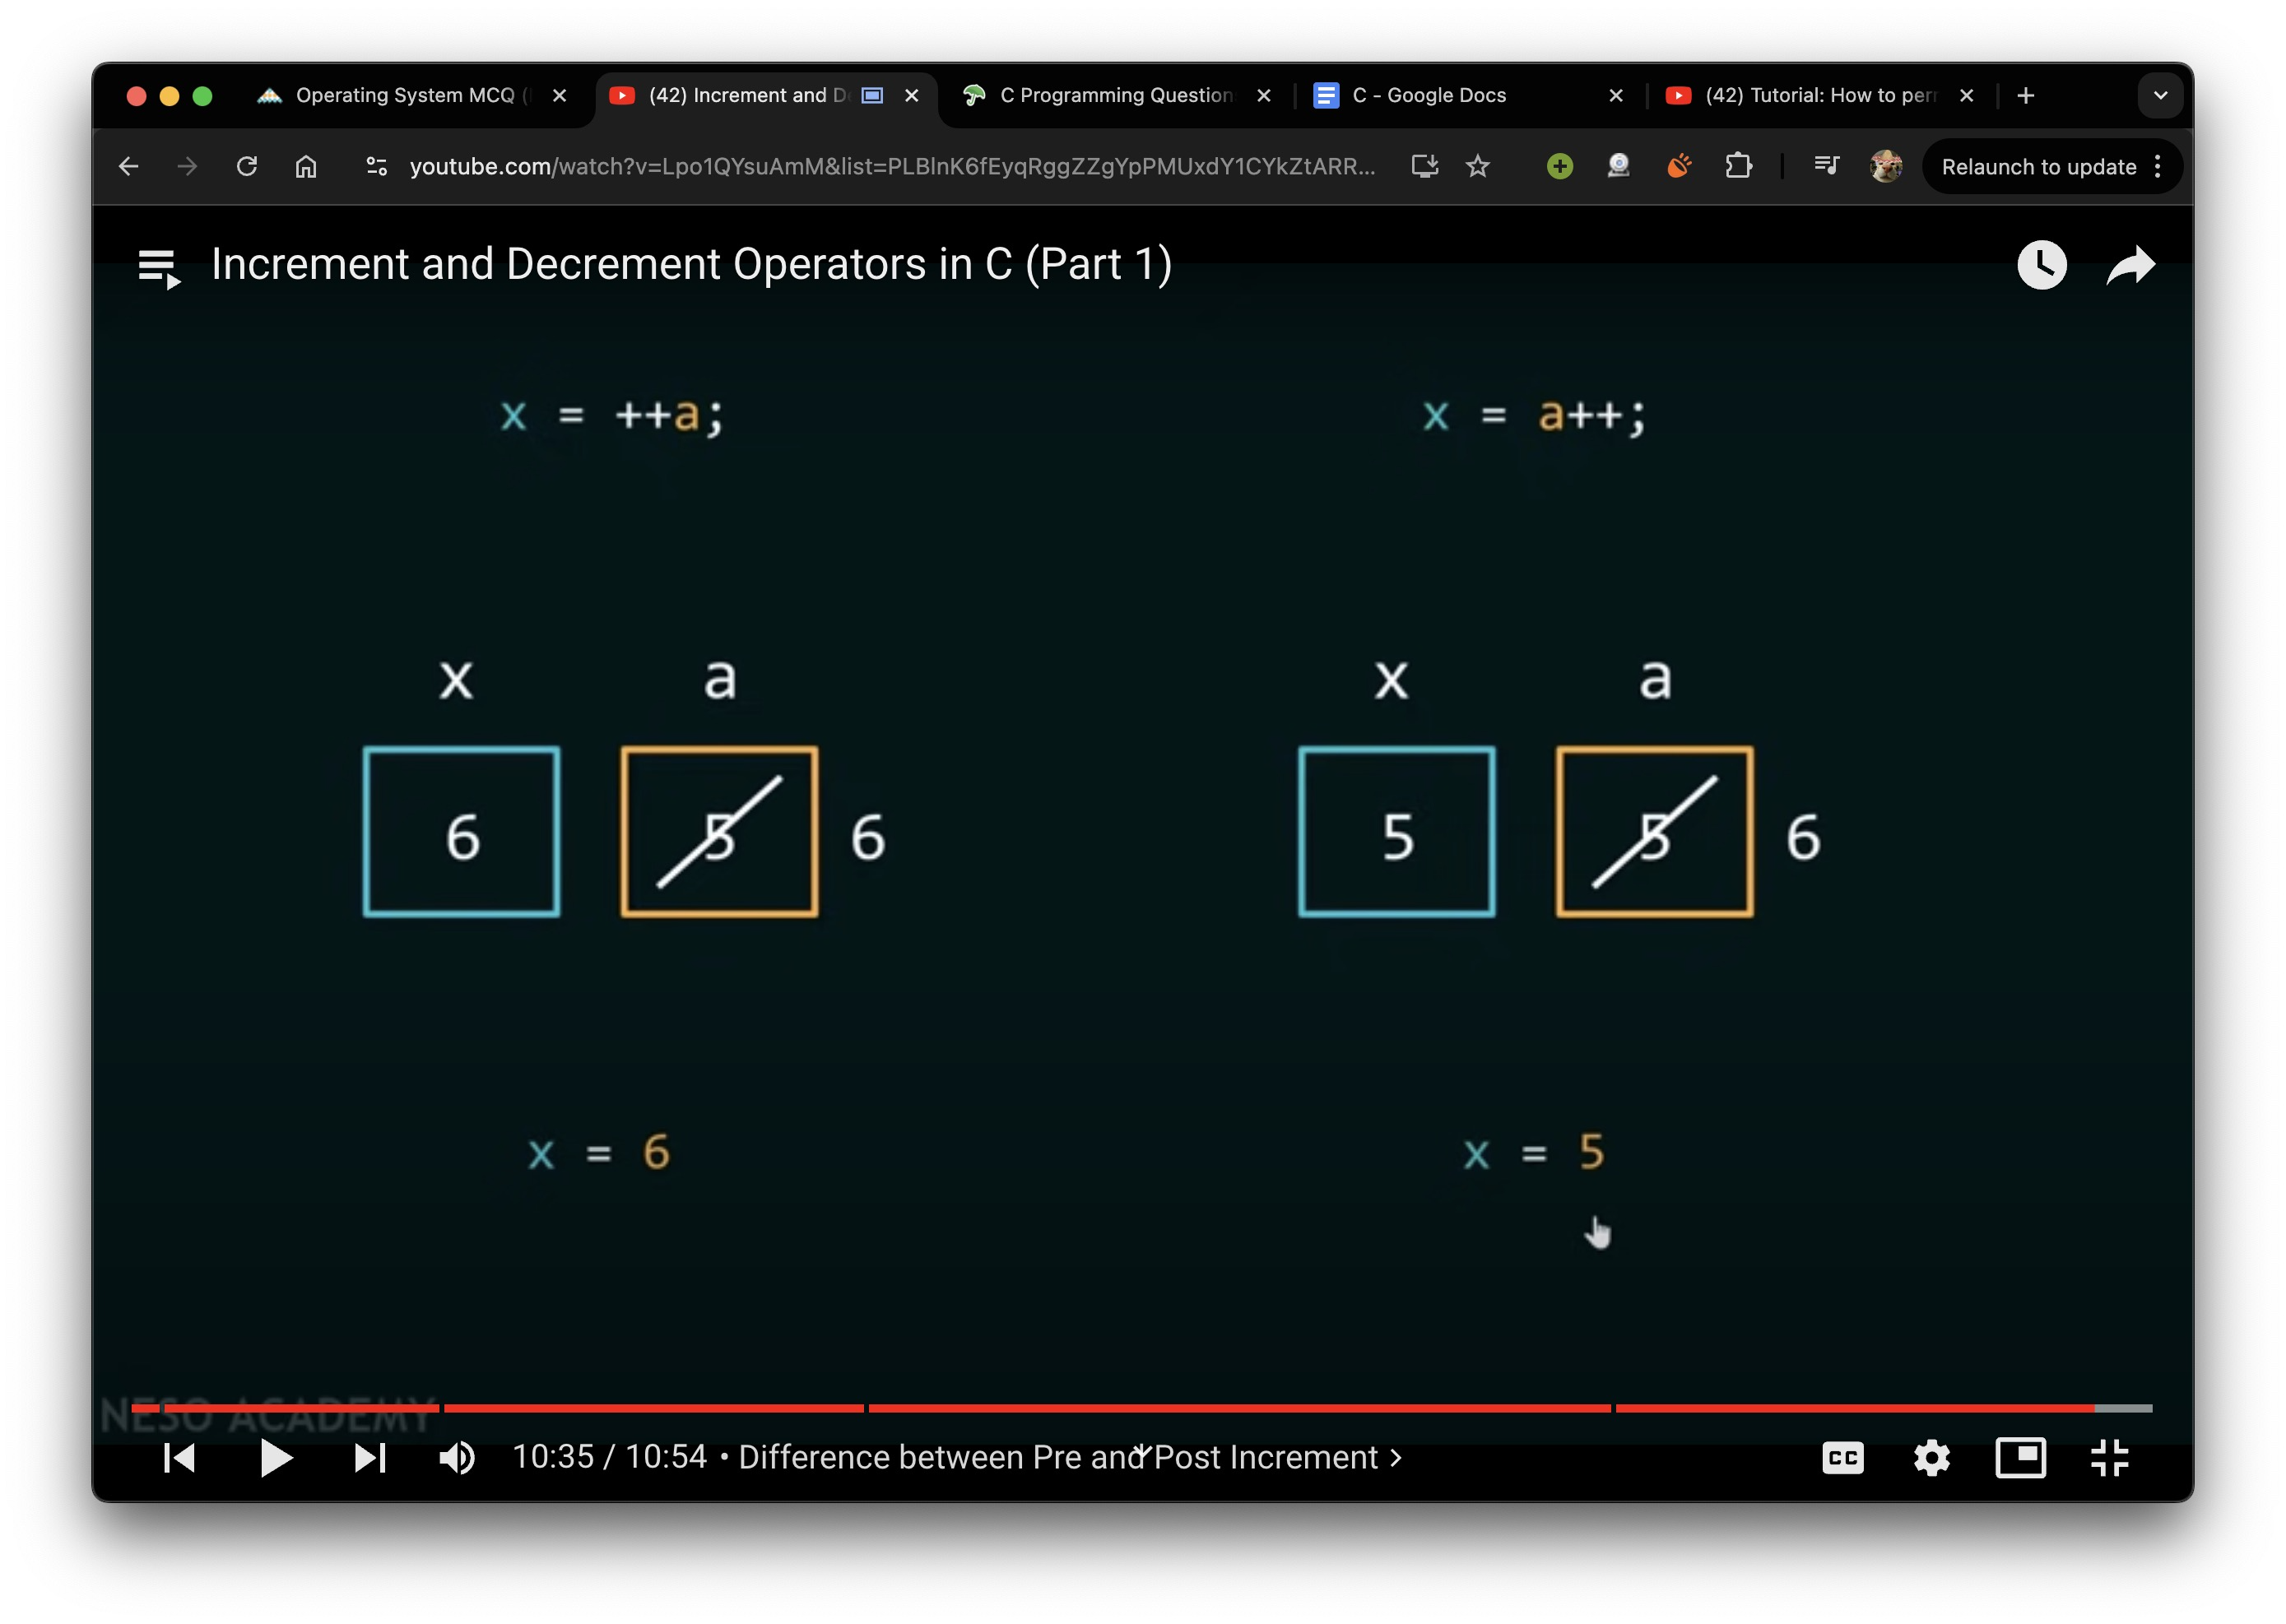 Operating System MCQ (
(42) Increment and D
C Programming Question
C - Google Docs
(42) Tutorial: How to per
youtube.com/watch?v=Lpo1QYsuAmM&list=PLBlnK6fEyqRggZZgYpPMUxdY1CYkZtARR...
Relaunch to update
Increment and Decrement Operators in C (Part 1)
x = ++a;
x = a++;
x a
6 5 6
x a
5 5 6
x = 6
x = 5
NESO ACADEMY
10:35 / 10:54 • Difference between Pre and Post Increment >
CC